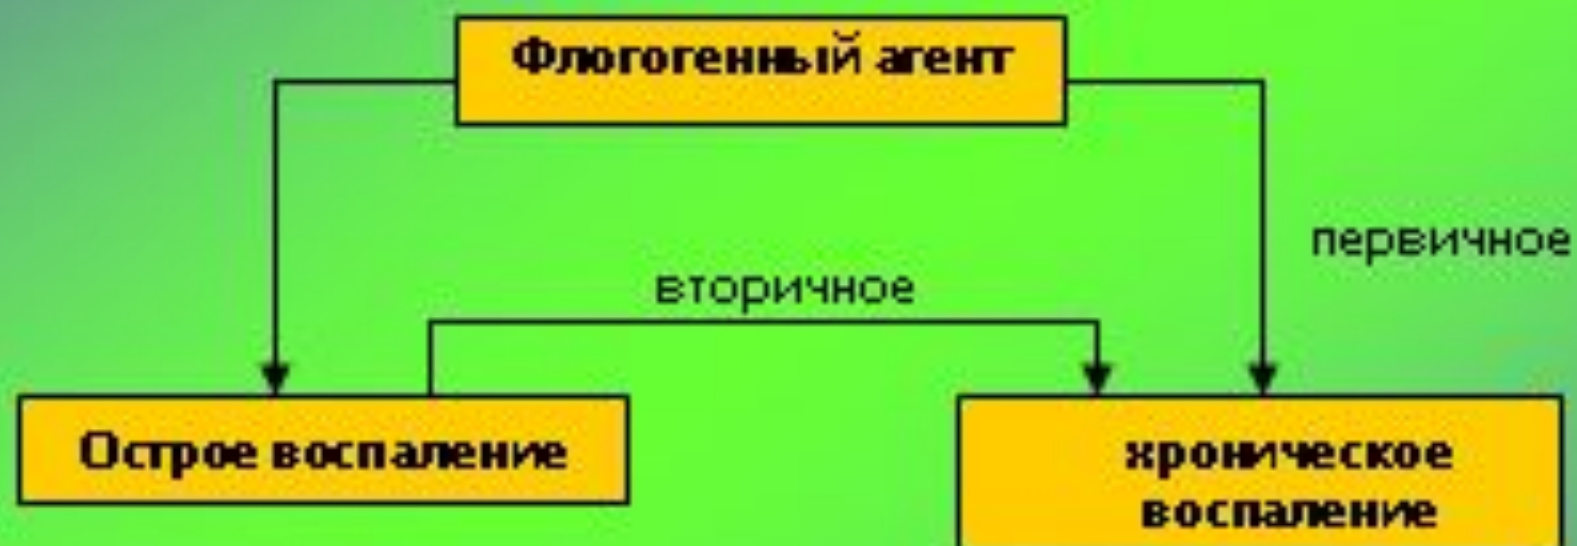 Флогогенный агент
первичное
вторичное
Острое воспаление
хроническое
воспаление